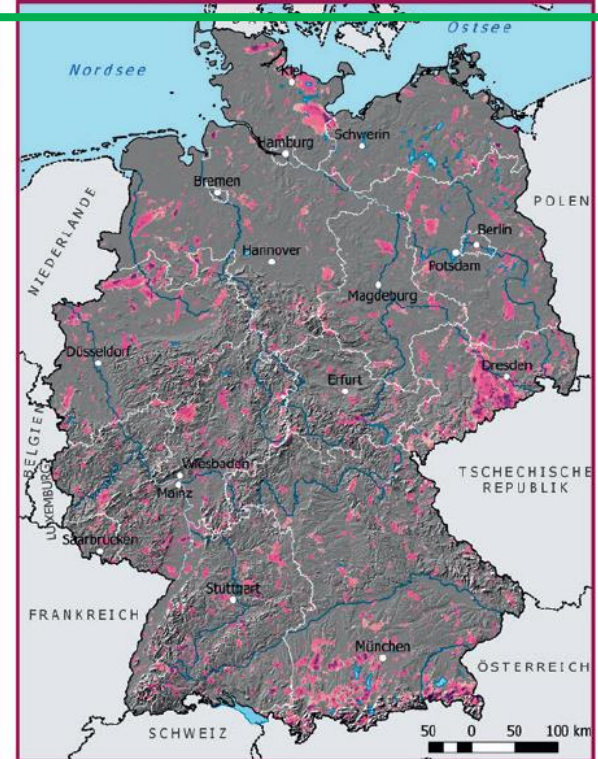 Ostsee
Nordsee
Kiel
Schwerin
Hamburg
Bremen
NIEDERLANDE
POLEN
Berlin
Hannover
Potsdam
Magdeburg
Düsseldorf
Dresden
Erfurt
BELGIEN
Wiesbaden
TSCHECHISCHE
REPUBLIK
Mainz
LUXEMBURG
Saarbrücken
Stuttgart
FRANKREICH
München
ÖSTERREICH
SCHWEIZ
50 0 50 100 km